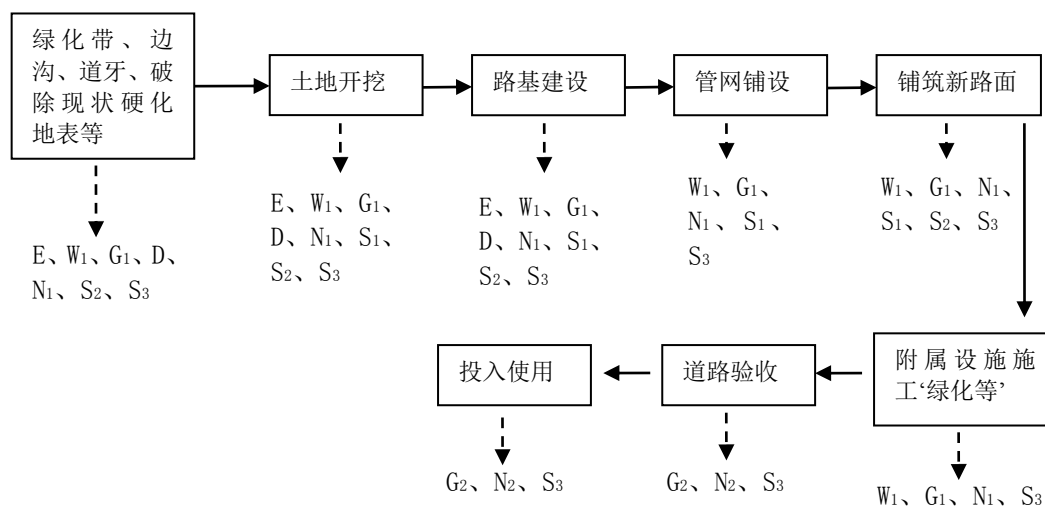 绿化带、边
沟、道牙、破
除现状硬化
地表等
土地开挖
路基建设
管网铺设
铺筑新路面
E、W₁、G₁、D、
N₁、S₂、S₃
E、W₁、G₁、
D、N₁、S₁、
S₂、S₃
E、W₁、G₁、
D、N₁、S₁、
S₂、S₃
W₁、G₁、
N₁、S₁、
S₃
W₁、G₁、N₁、
S₁、S₂、S₃
附属设施施
工‘绿化等’
道路验收
投入使用
W₁、G₁、N₁、S₃
G₂、N₂、S₃
G₂、N₂、S₃